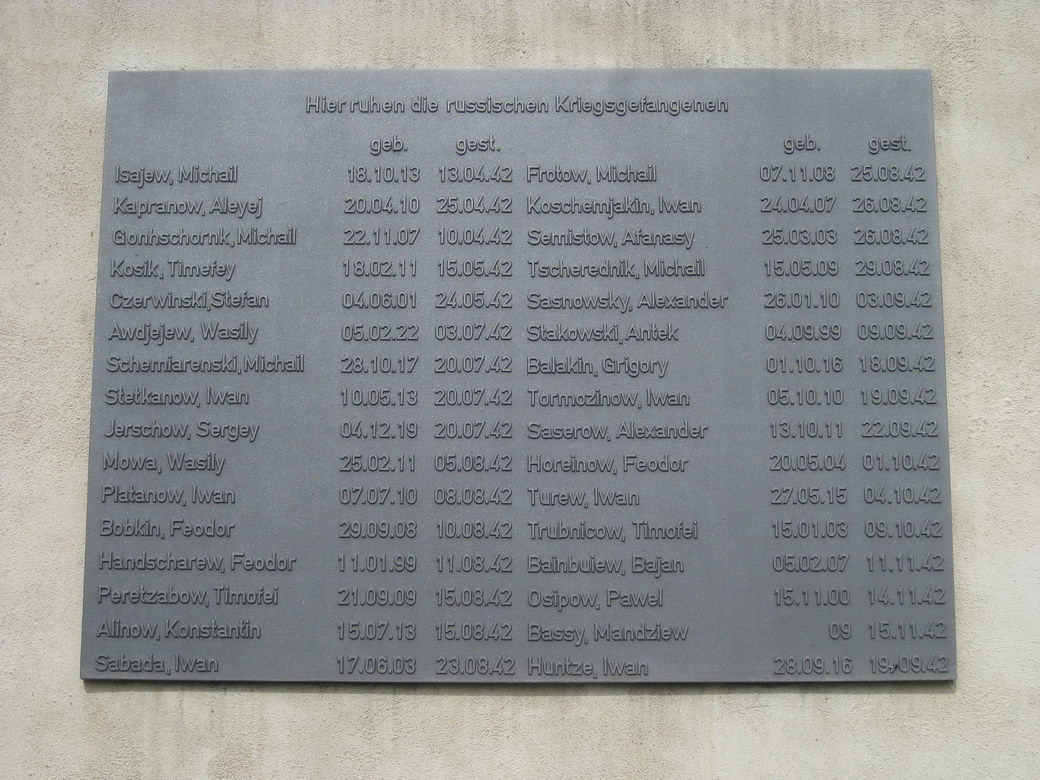 Hier ruhen die russischen Kriegsgefangenen
geb. gest. geb. gest.
Isajew, Michail 18.10.13 13.04.42 Frotow, Michail 07.11.08 25.08.42
Kapranow, Aleyej 20.04.10 25.04.42 Koschemjakin, Iwan 24.04.07 26.08.42
Gonhschornk, Michail 22.11.07 10.04.42 Semistow, Afanasy 25.03.03 26.08.42
Kosik, Timefey 18.02.11 15.05.42 Tscherednik, Michail 15.05.09 29.08.42
Czerwinski, Stefan 04.06.01 24.05.42 Sasnowsky, Alexander 26.01.10 03.09.42
Awdjejew, Wasily 05.02.22 03.07.42 Stakowski, Antek 04.09.99 09.09.42
Schemiarenski, Michail 28.10.17 20.07.42 Balakin, Grigory 01.10.16 18.09.42
Stetkanow, Iwan 10.05.13 20.07.42 Tormozinow, Iwan 05.10.10 19.09.42
Jerschow, Sergey 04.12.19 20.07.42 Saserow, Alexander 13.10.11 22.09.42
Mowa, Wasily 25.02.11 05.08.42 Horeinow, Feodor 20.05.04 01.10.42
Platanow, Iwan 07.07.10 08.08.42 Turew, Iwan 27.05.15 04.10.42
Bobkin, Feodor 29.09.08 10.08.42 Trubnicow, Timofei 15.01.03 09.10.42
Handscharew, Feodor 11.01.99 11.08.42 Bainbuiew, Bajan 05.02.07 11.11.42
Peretzabow, Timofei 21.09.09 15.08.42 Osipow, Pawel 15.11.00 14.11.42
Alinow, Konstantin 15.07.13 15.08.42 Bassy, Mandziew 09 15.11.42
Sabada, Iwan 17.06.03 23.08.42 Huntze, Iwan 28.09.16 19.09.42